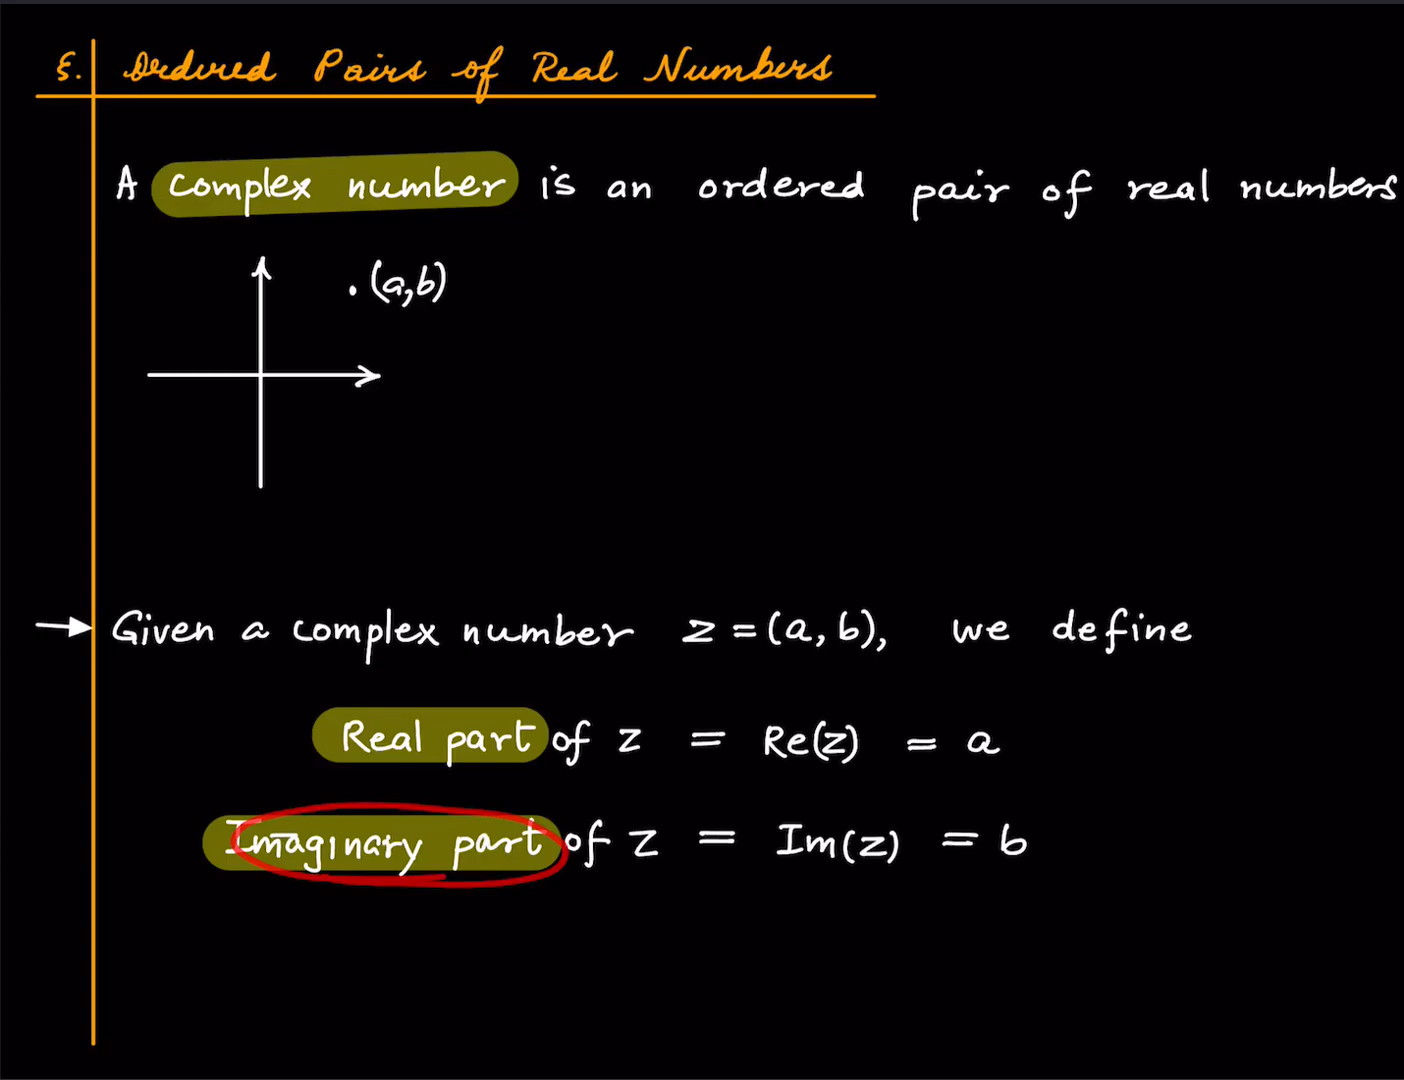 §. Ordered Pairs of Real Numbers
A complex number is an ordered pair of real numbers
.(a,b)
Given a complex number z = (a, b), we define
Real part of z = Re(z) = a
Imaginary part of z = Im(z) = b